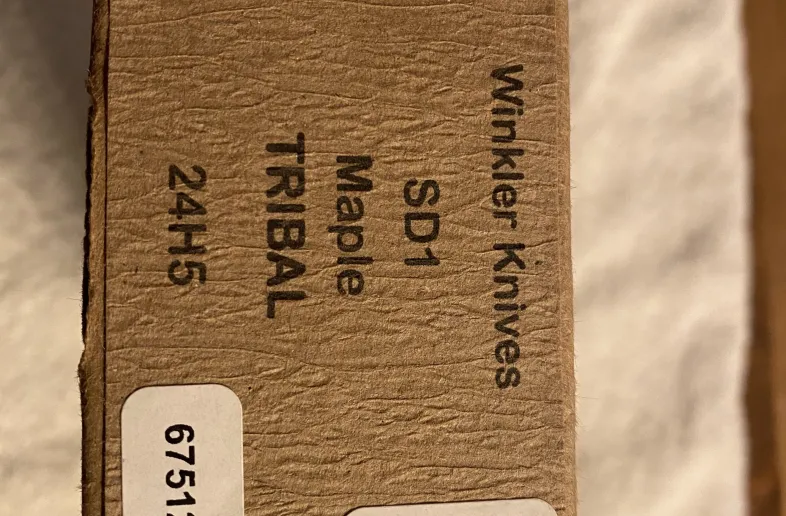 Winkler Knives
SD1
Maple
TRIBAL
24H5
6751